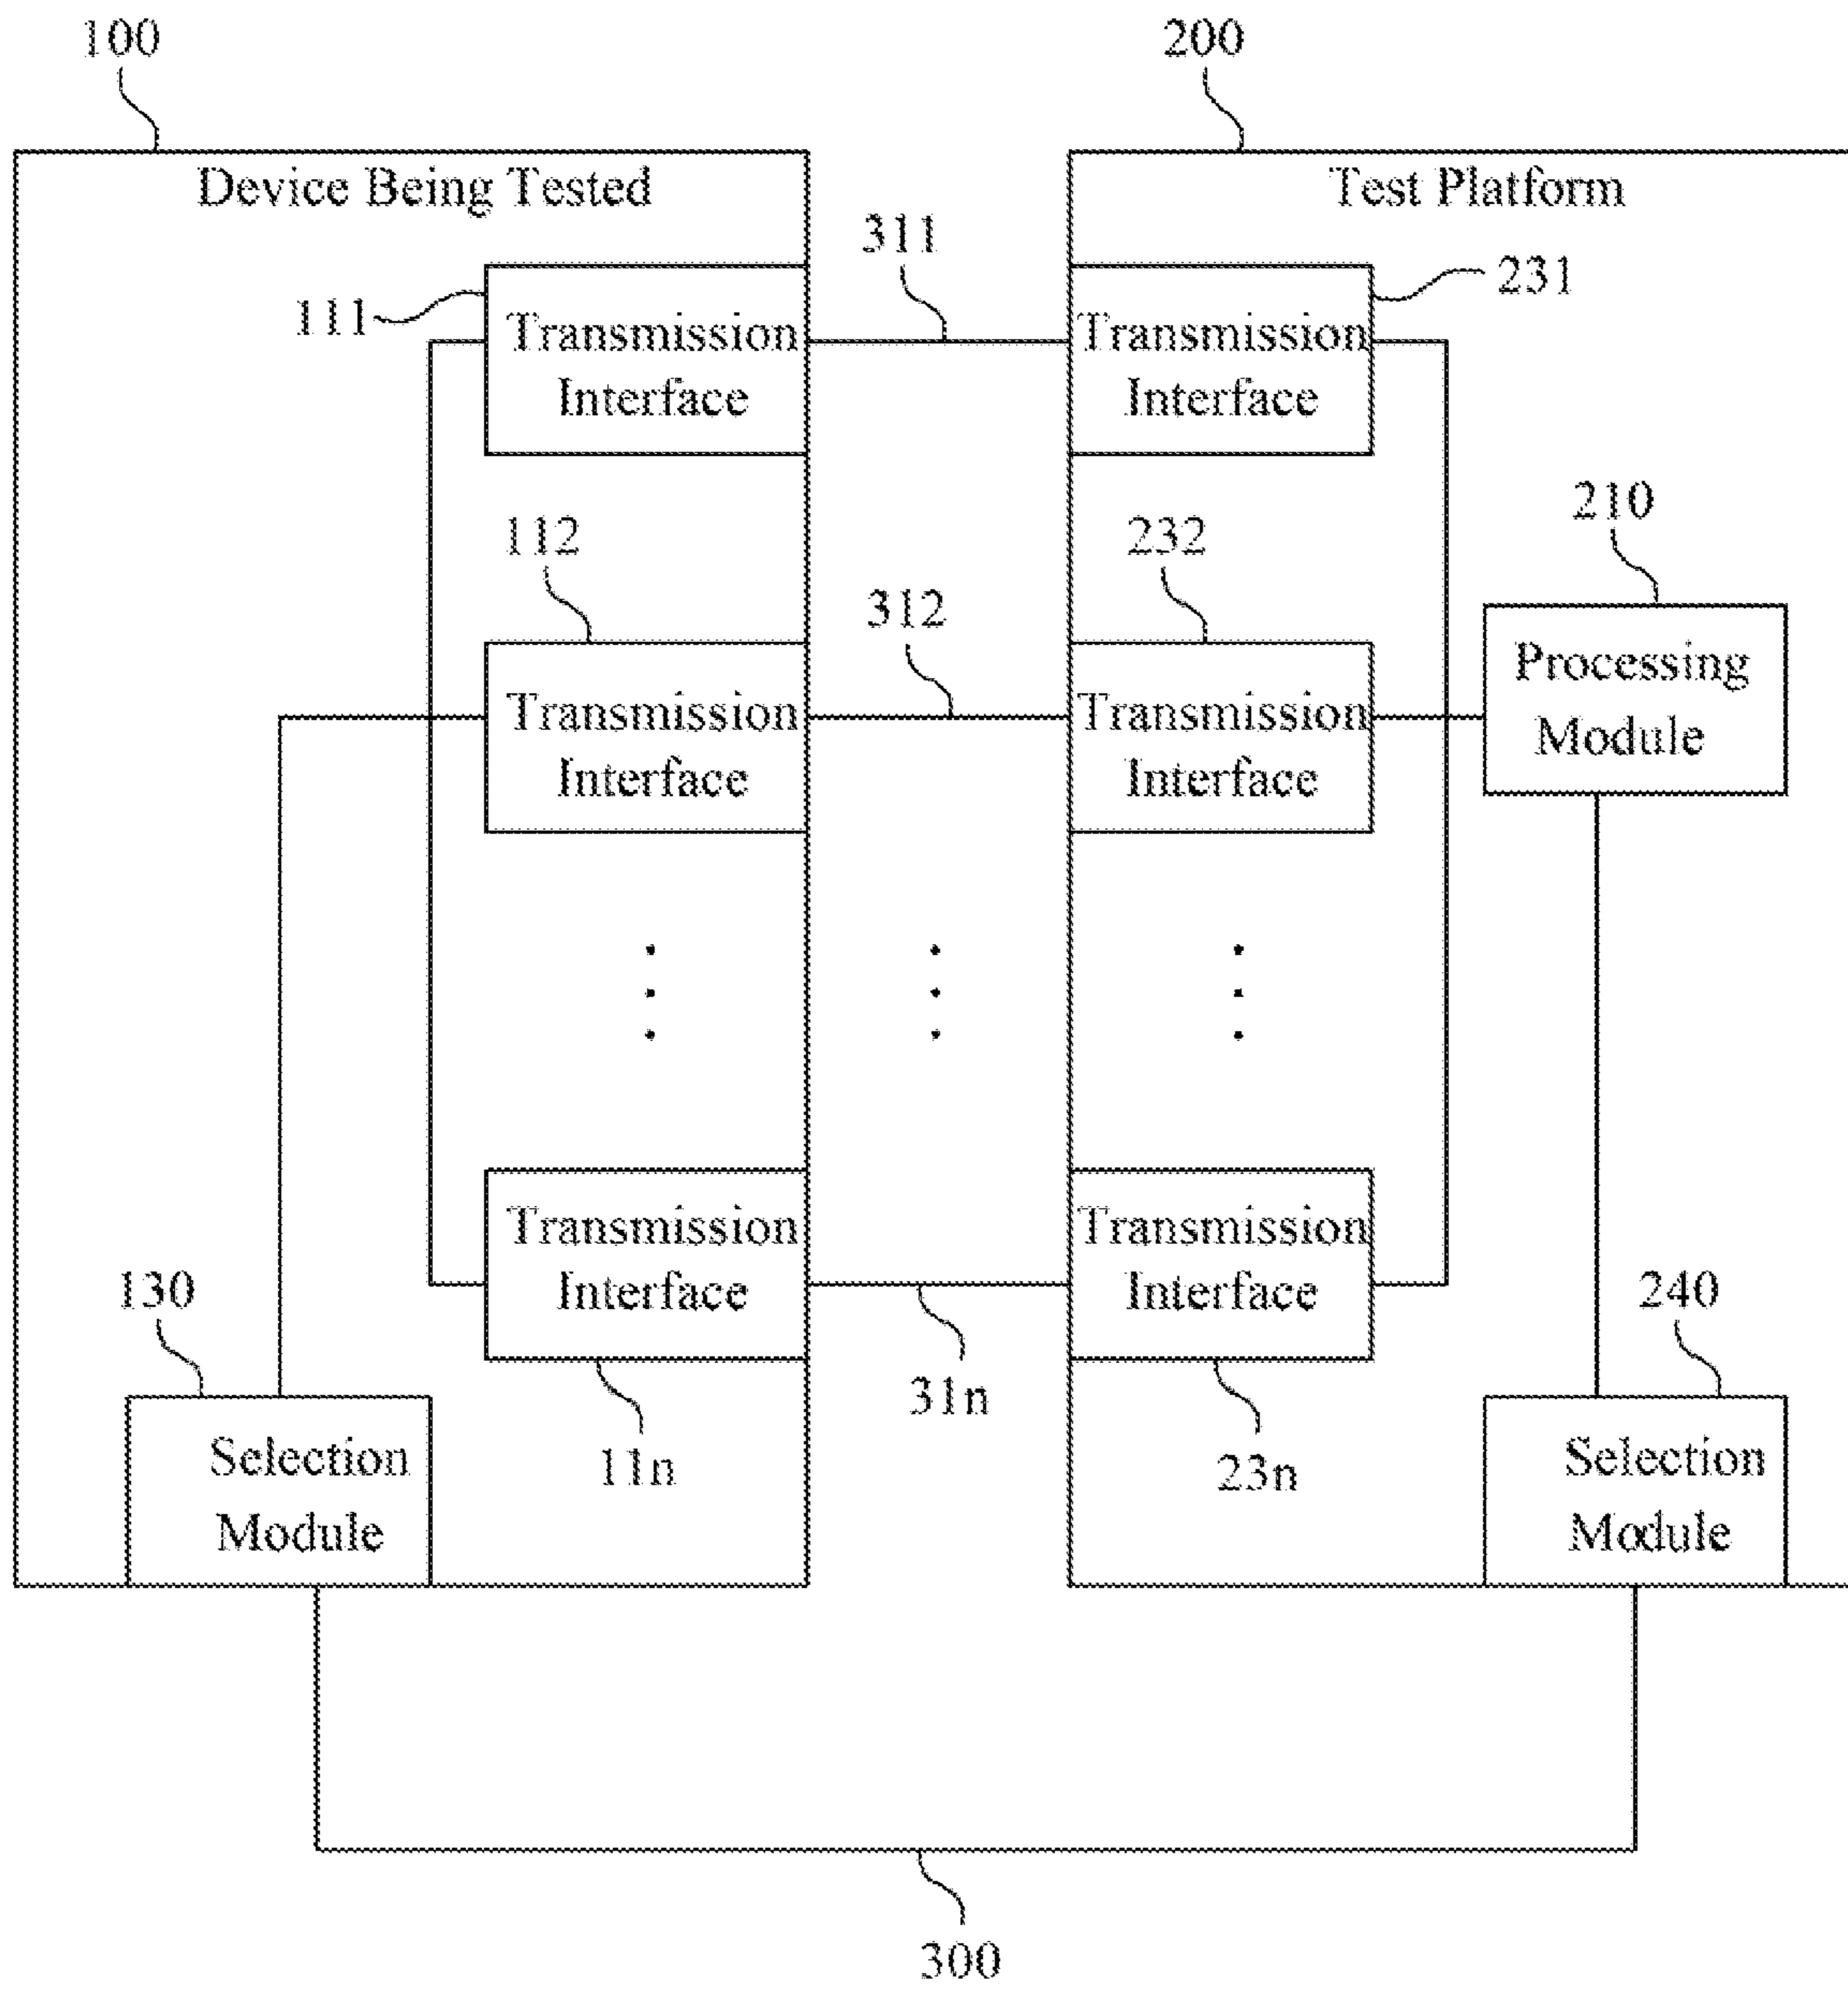 100
200
Device Being Tested
Test Platform
311
111
231
Transmission
Interface
Transmission
Interface
210
112
232
312
Processing
Module
Transmission
Interface
Transmission
Interface
Transmission
Interface
Transmission
Interface
130
240
31n
11n
23n
Selection
Module
Selection
Module
300